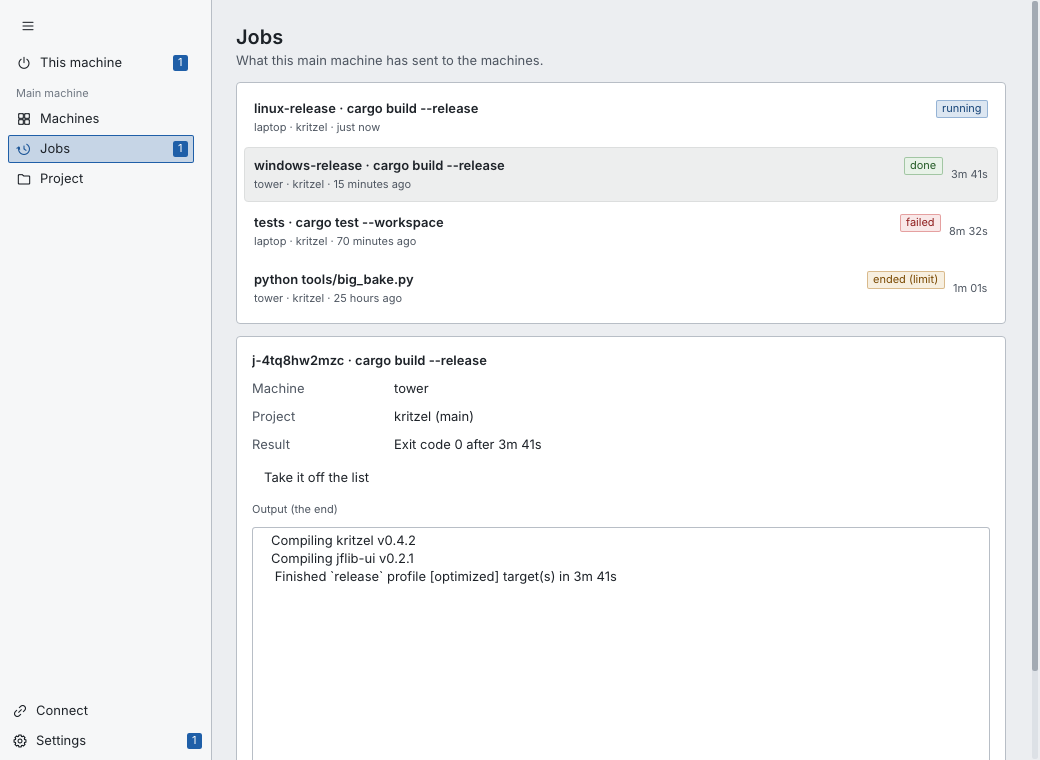 This machine 1
Main machine
Machines
Jobs 1
Project
Connect
Settings 1
Jobs
What this main machine has sent to the machines.
linux-release · cargo build --release running
laptop · kritzel · just now
windows-release · cargo build --release done 3m 41s
tower · kritzel · 15 minutes ago
tests · cargo test --workspace failed 8m 32s
laptop · kritzel · 70 minutes ago
python tools/big_bake.py ended (limit) 1m 01s
tower · kritzel · 25 hours ago
j-4tq8hw2mzc · cargo build --release
Machine tower
Project kritzel (main)
Result Exit code 0 after 3m 41s
Take it off the list
Output (the end)
Compiling kritzel v0.4.2
Compiling jflib-ui v0.2.1
Finished `release` profile [optimized] target(s) in 3m 41s